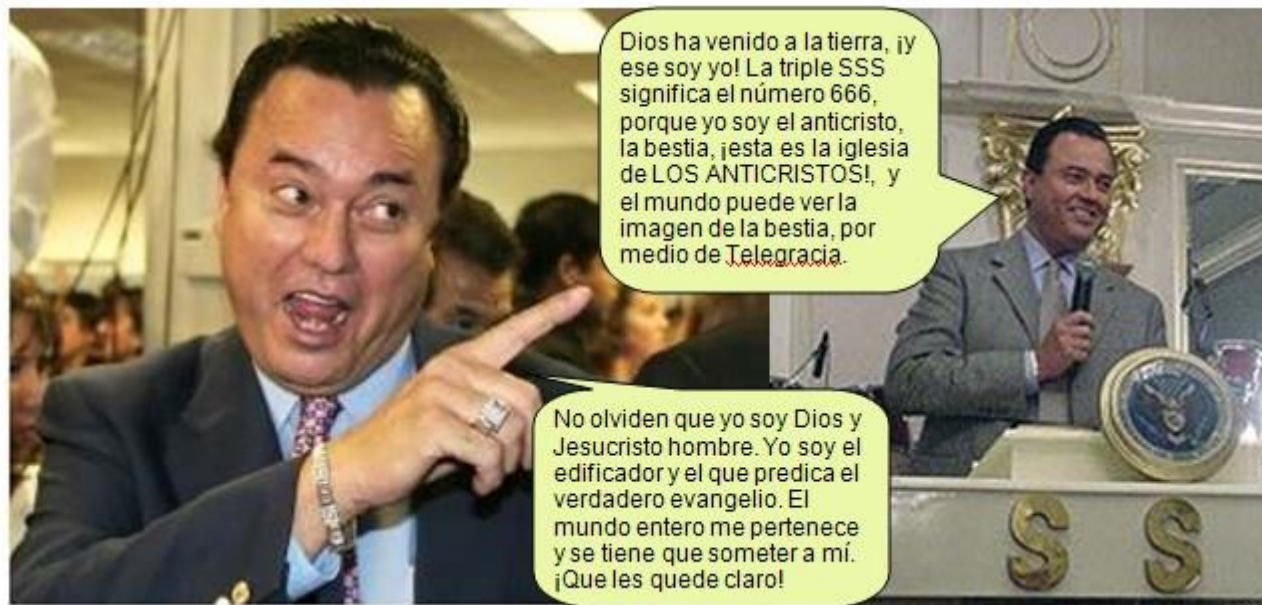 Dios ha venido a la tierra, ¡y
ese soy yo! La triple SSS
significa el número 666,
porque yo soy el anticristo,
la bestia, ¡esta es la iglesia
de LOS ANTICRISTOS!, y
el mundo puede ver la
imagen de la bestia, por
medio de Telegracia.
No olviden que yo soy Dios y
Jesucristo hombre. Yo soy el
edificador y el que predica el
verdadero evangelio. El
mundo entero me pertenece
y se tiene que someter a mí.
¡Que les quede claro!
S S